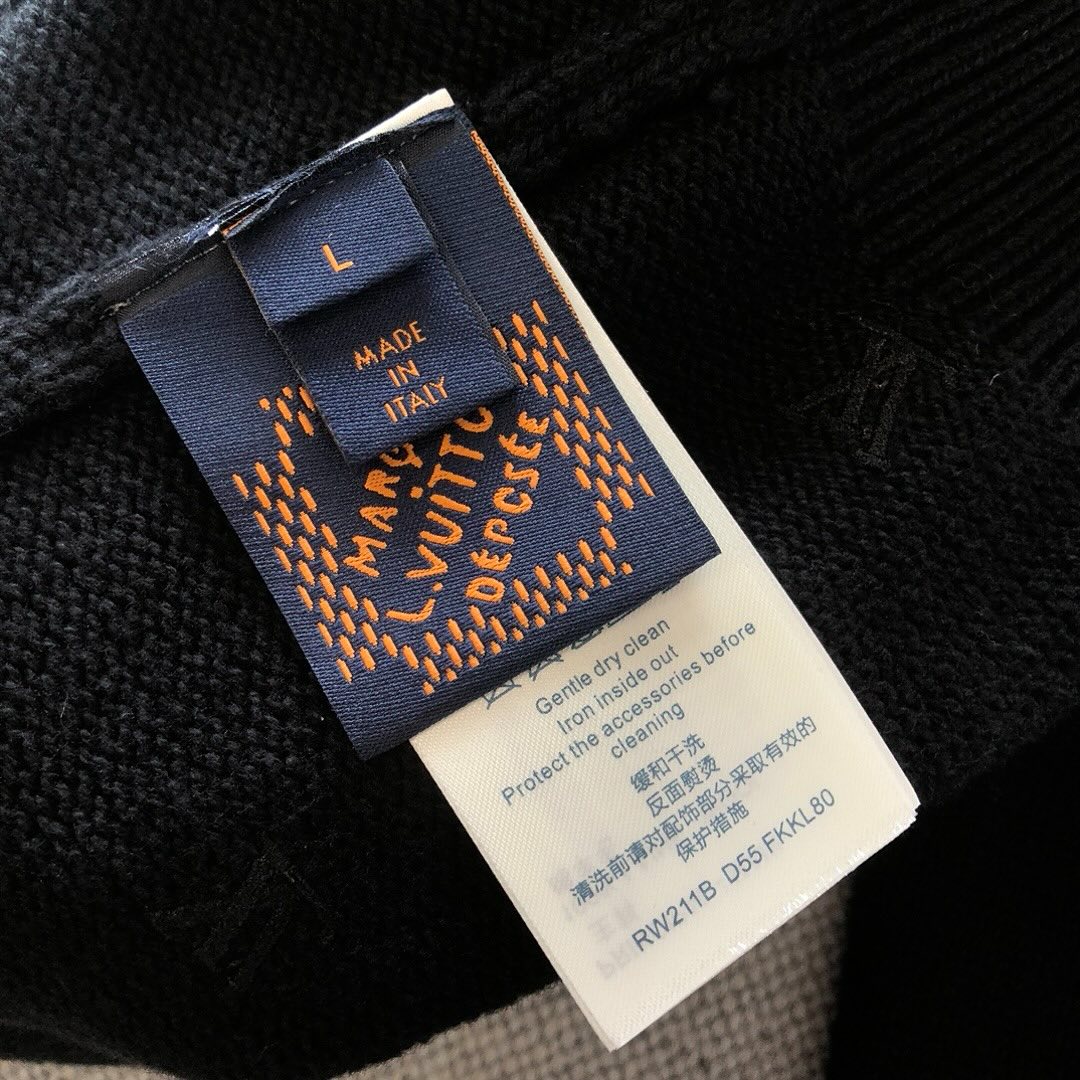 L
MADE
IN
ITALY
L.VUITTO
DEPOSEE
Gentle dry clean
Iron inside out
Protect the accessories before
cleaning
缓和干洗
反面熨烫
清洗前请对配饰部分采取有效的
保护措施
RW211B D55 FKKL80